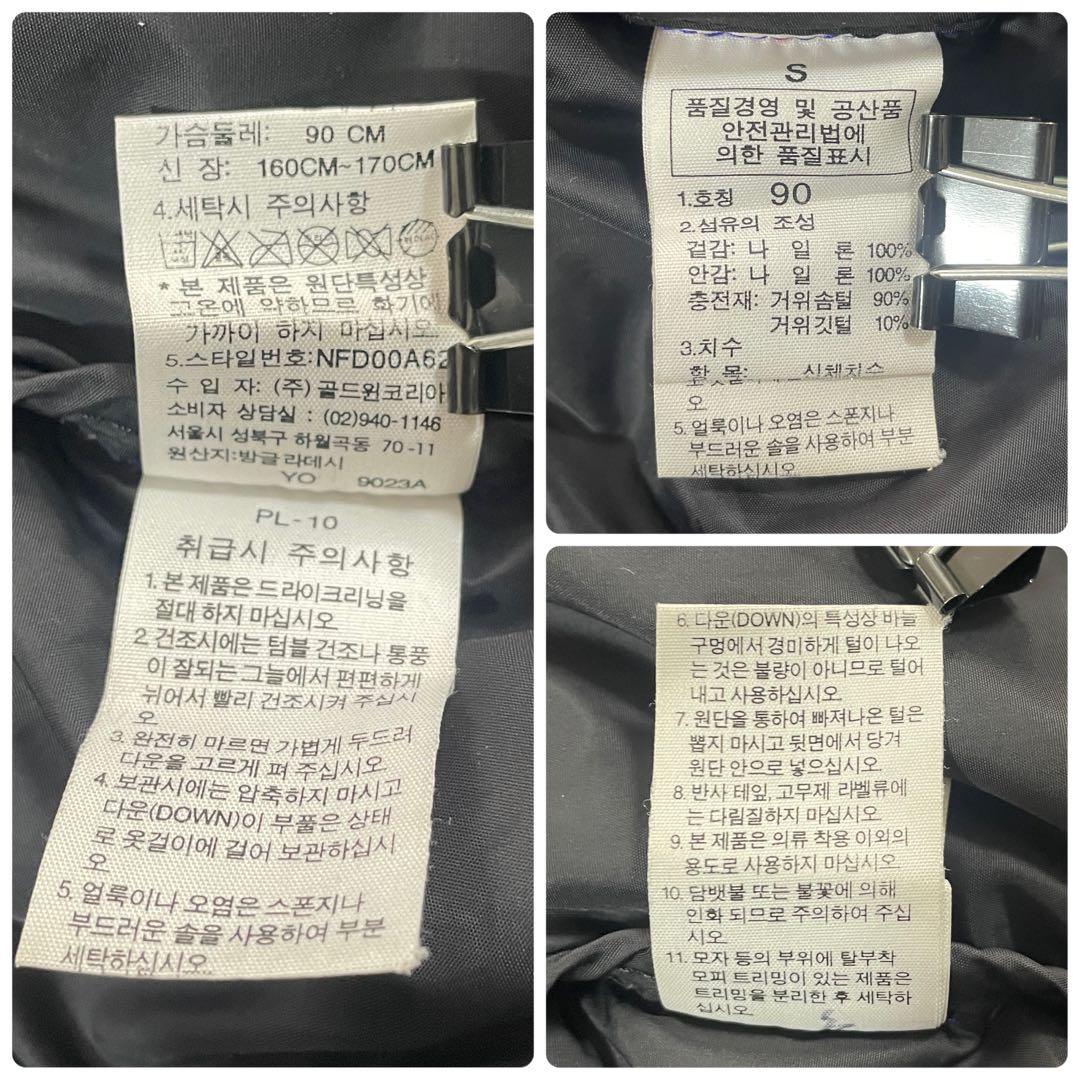 가슴둘레: 90 CM
신 장: 160CM~170CM
4.세탁시 주의사항
* 본 제품은 원단특성상
고온에 약하므로 화기에
가까이 하지 마십시오.
5.스타일번호:NFD00A62
수 입 자: (주) 골드윈코리아
소비자 상담실 : (02)940-1146
서울시 성북구 하월곡동 70-11
원산지:방글라데시
YO 9023A
PL-10
취급시 주의사항
1. 본 제품은 드라이크리닝을
절대 하지 마십시오
2. 건조시에는 텀블 건조나 통풍
이 잘되는 그늘에서 편편하게
뉘어서 빨리 건조시켜 주십시
오
3. 완전히 마르면 가볍게 두드러
다운을 고르게 펴 주십시오
4. 보관시에는 압축하지 마시고
다운(DOWN)이 부풀은 상태
로 옷걸이에 걸어 보관하십시
오
5. 얼룩이나 오염은 스폰지나
부드러운 솔을 사용하여 부분
세탁하십시오
S
품질경영 및 공산품
안전관리법에
의한 품질표시
1.호칭 90
2.섬유의 조성
겉감: 나 일 론 100%
안감: 나 일 론 100%
충전재: 거위솜털 90%
거위깃털 10%
3.치수
항 목: 신체치수
오
5. 얼룩이나 오염은 스폰지나
부드러운 솔을 사용하여 부분
세탁하십시오
6. 다운(DOWN)의 특성상 바늘
구멍에서 경미하게 털이 나오
는 것은 불량이 아니므로 털어
내고 사용하십시오.
7. 원단을 통하여 빠져나온 털은
뽑지 마시고 뒷면에서 당겨
원단 안으로 넣으십시오.
8. 반사 테잎, 고무제 라벨류에
는 다림질하지 마십시오.
9. 본 제품은 의류 착용 이외의
용도로 사용하지 마십시오
10. 담뱃불 또는 불꽃에 의해
인화 되므로 주의하여 주십
시오
11. 모자 등의 부위에 탈부착
모피 트리밍이 있는 제품은
트리밍을 분리한 후 세탁하
십시오